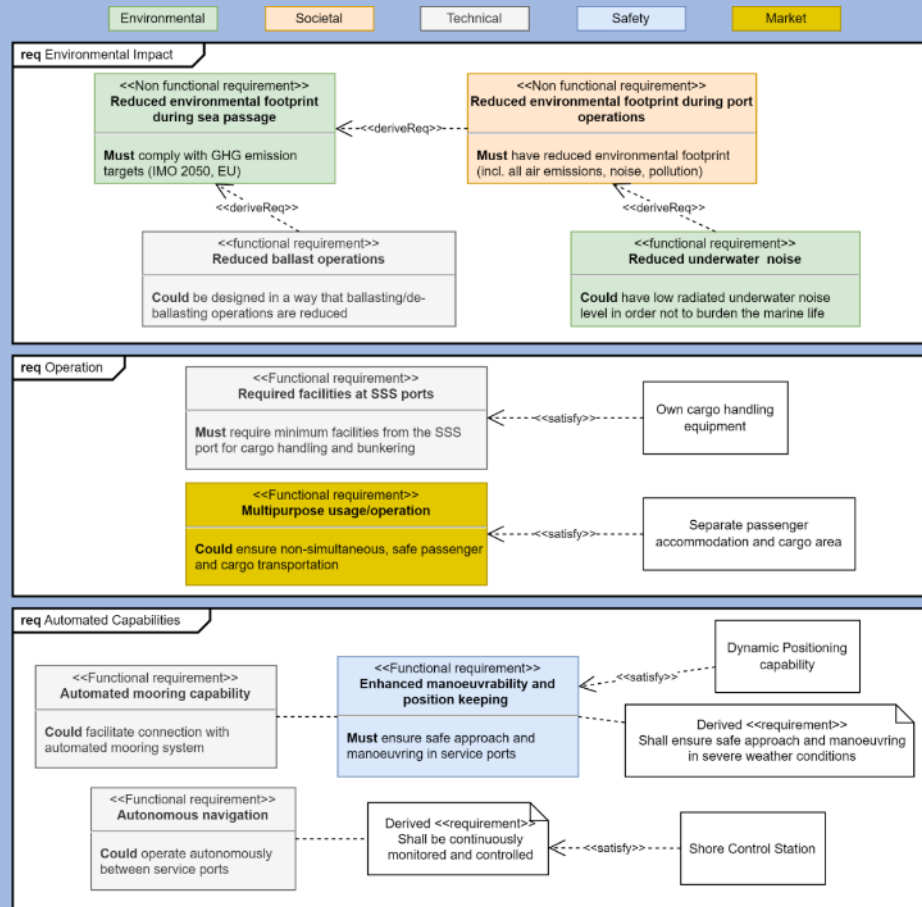 Environmental
Societal
Technical
Safety
Market
req Environmental Impact
<<Non functional requirement>>
Reduced environmental footprint
during sea passage
Must comply with GHG emission
targets (IMO 2050, EU)
<<deriveReq>>
<<Non functional requirement>>
Reduced environmental footprint during port
operations
Must have reduced environmental footprint
(incl. all air emissions, noise, pollution)
<<deriveReq>>
<<deriveReq>>
<<functional requirement>>
Reduced ballast operations
Could be designed in a way that ballasting/de-
ballasting operations are reduced
<<functional requirement>>
Reduced underwater noise
Could have low radiated underwater noise
level in order not to burden the marine life
req Operation
<<Functional requirement>>
Required facilities at SSS ports
Must require minimum facilities from the SSS
port for cargo handling and bunkering
<<satisfy>>
Own cargo handling
equipment
<<Functional requirement>>
Multipurpose usage/operation
Could ensure non-simultaneous, safe passenger
and cargo transportation
<<satisfy>>
Separate passenger
accommodation and cargo area
req Automated Capabilities
<<Functional requirement>>
Automated mooring capability
Could facilitate connection with
automated mooring system
<<Functional requirement>>
Enhanced manoeuvrability and
position keeping
Must ensure safe approach and
manoeuvring in service ports
<<satisfy>>
Dynamic Positioning
capability
Derived <<requirement>>
Shall ensure safe approach and manoeuvring
in severe weather conditions
<<Functional requirement>>
Autonomous navigation
Could operate autonomously
between service ports
Derived <<requirement>>
Shall be continuously
monitored and controlled
<<satisfy>>
Shore Control Station